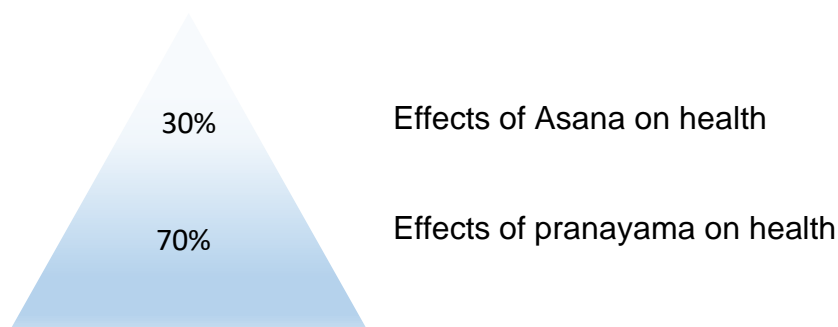 30%
Effects of Asana on health
70%
Effects of pranayama on health